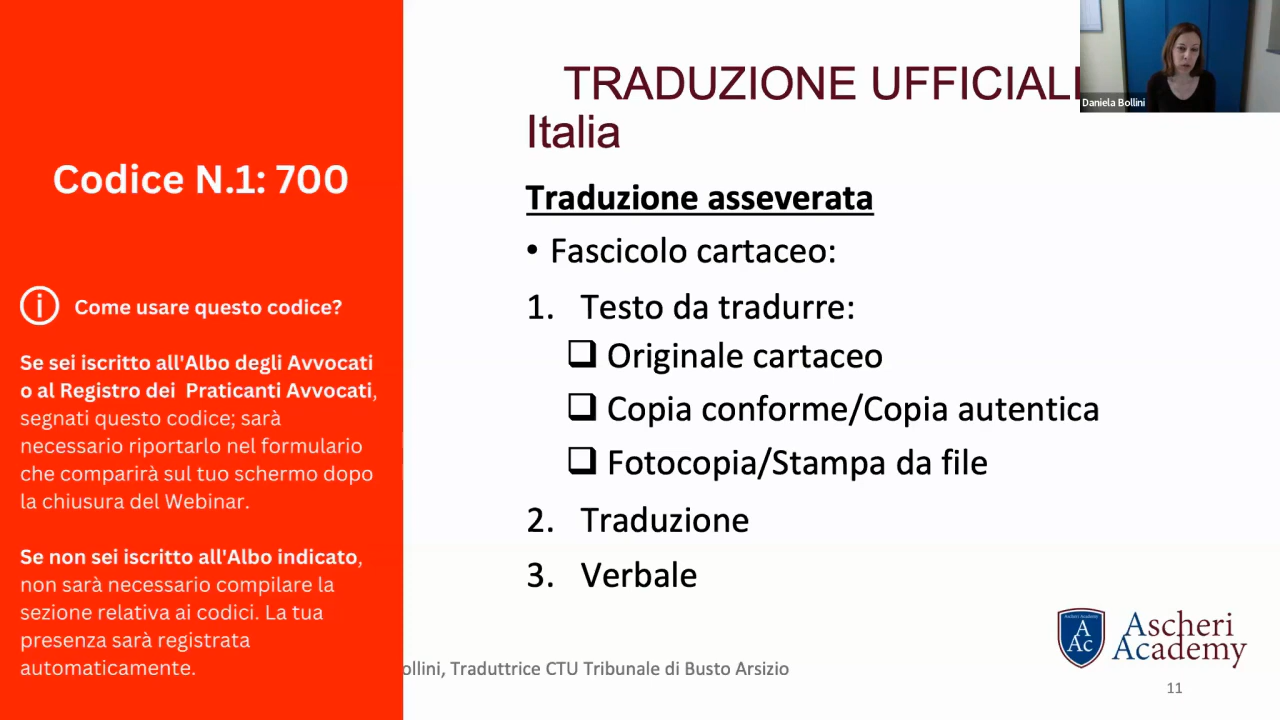 Codice N.1: 700
Come usare questo codice?
Se sei iscritto all'Albo degli Avvocati
o al Registro dei Praticanti Avvocati,
segnati questo codice; sarà
necessario riportarlo nel formulario
che comparirà sul tuo schermo dopo
la chiusura del Webinar.
Se non sei iscritto all'Albo indicato,
non sarà necessario compilare la
sezione relativa ai codici. La tua
presenza sarà registrata
automaticamente.
TRADUZIONE UFFICIAL
Italia
Traduzione asseverata
• Fascicolo cartaceo:
1. Testo da tradurre:
❑ Originale cartaceo
❑ Copia conforme/Copia autentica
❑ Fotocopia/Stampa da file
2. Traduzione
3. Verbale
ollini, Traduttrice CTU Tribunale di Busto Arsizio
Daniela Bollini
A
Ac
Ascheri
Academy
11